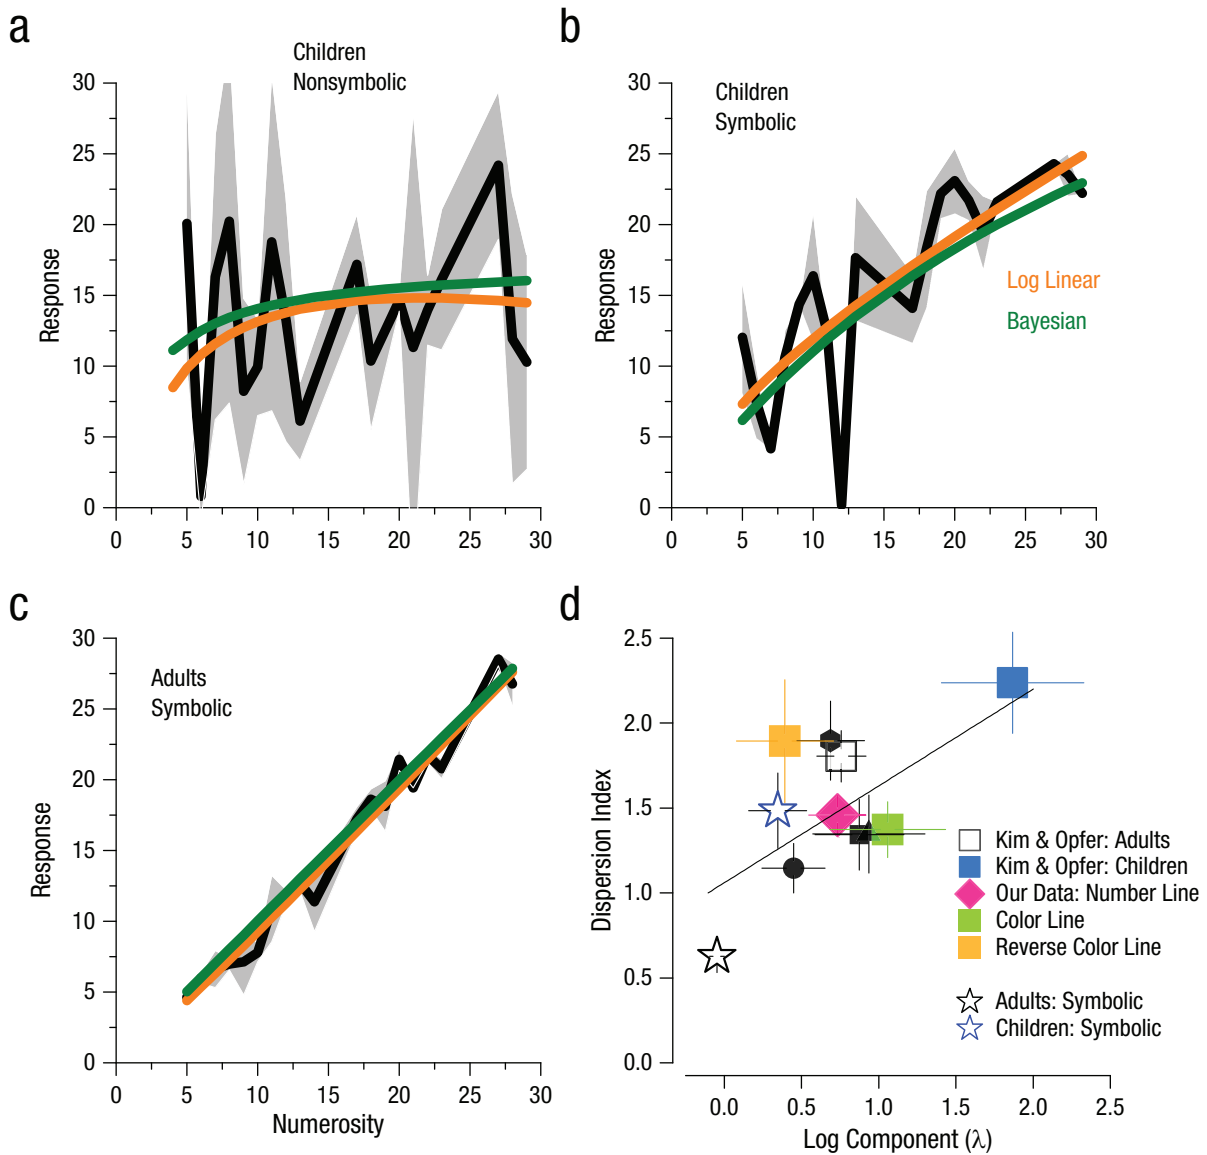 a
Children
Nonsymbolic
30
25
20
15
10
5
0
Response
0 5 10 15 20 25 30
b
Children
Symbolic
30
25
20
15
10
5
0
Response
Log Linear
Bayesian
0 5 10 15 20 25 30
c
Adults
Symbolic
30
25
20
15
10
5
0
Response
0 5 10 15 20 25 30
Numerosity
d
2.5
2.0
1.5
1.0
0.5
0.0
Dispersion Index
Kim & Opfer: Adults
Kim & Opfer: Children
Our Data: Number Line
Color Line
Reverse Color Line
Adults: Symbolic
Children: Symbolic
0.0 0.5 1.0 1.5 2.0 2.5
Log Component (λ)